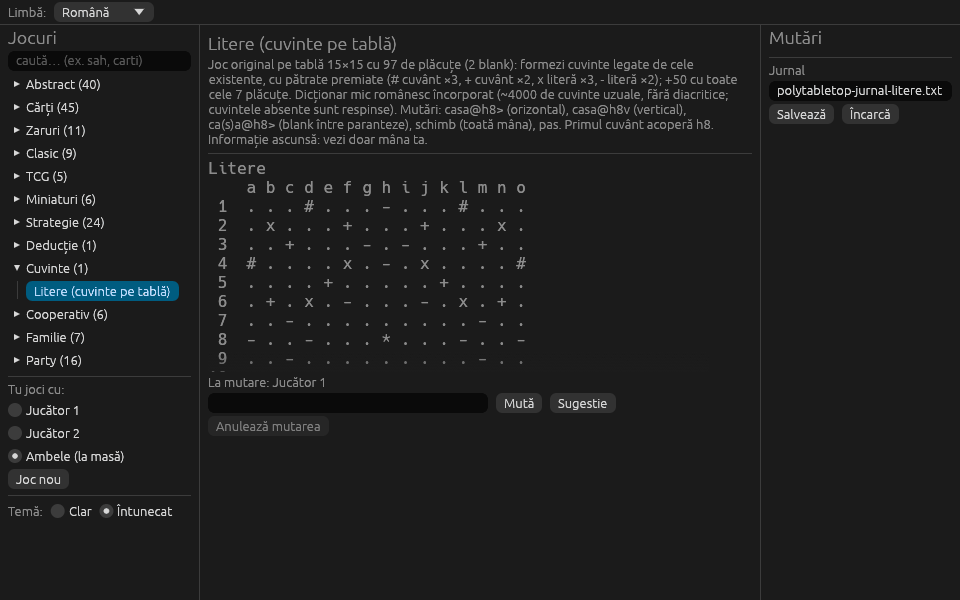 Limbă: Română
Jocuri
caută... (ex. sah, carti)
Abstract (40)
Cărți (45)
Zaruri (11)
Clasic (9)
TCG (5)
Miniaturi (6)
Strategie (24)
Deducție (1)
Cuvinte (1)
Litere (cuvinte pe tablă)
Cooperativ (6)
Familie (7)
Party (16)
Tu joci cu:
Jucător 1
Jucător 2
Ambele (la masă)
Joc nou
Temă: Clar Întunecat
Litere (cuvinte pe tablă)
Joc original pe tablă 15×15 cu 97 de plăcuțe (2 blank): formezi cuvinte legate de cele
existente, cu pătrate premiate (# cuvânt ×3, + cuvânt ×2, x literă ×3, - literă ×2); +50 cu toate
cele 7 plăcuțe. Dicționar mic românesc încorporat (~4000 de cuvinte uzuale, fără diacritice;
cuvintele absente sunt respinse). Mutări: casa@h8> (orizontal), casa@h8v (vertical),
ca(s)a@h8> (blank între paranteze), schimb (toată mâna), pas. Primul cuvânt acoperă h8.
Informație ascunsă: vezi doar mâna ta.
Litere
a b c d e f g h i j k l m n o
1 . . . # . . . - . . . # . . .
2 . x . . . + . . . + . . . x .
3 . . + . . . - . - . . . + . .
4 # . . . . x . - . x . . . . #
5 . . . . + . . . . . + . . . .
6 . + . x . - . . . - . x . + .
7 . . - . . . . . . . . . - . .
8 - . . - . . . * . . . - . . -
9 . . - . . . . . . . . . - . .
La mutare: Jucător 1
Mută Sugestie
Anulează mutarea
Mutări
Jurnal
polytabletop-jurnal-litere.txt
Salvează Încarcă